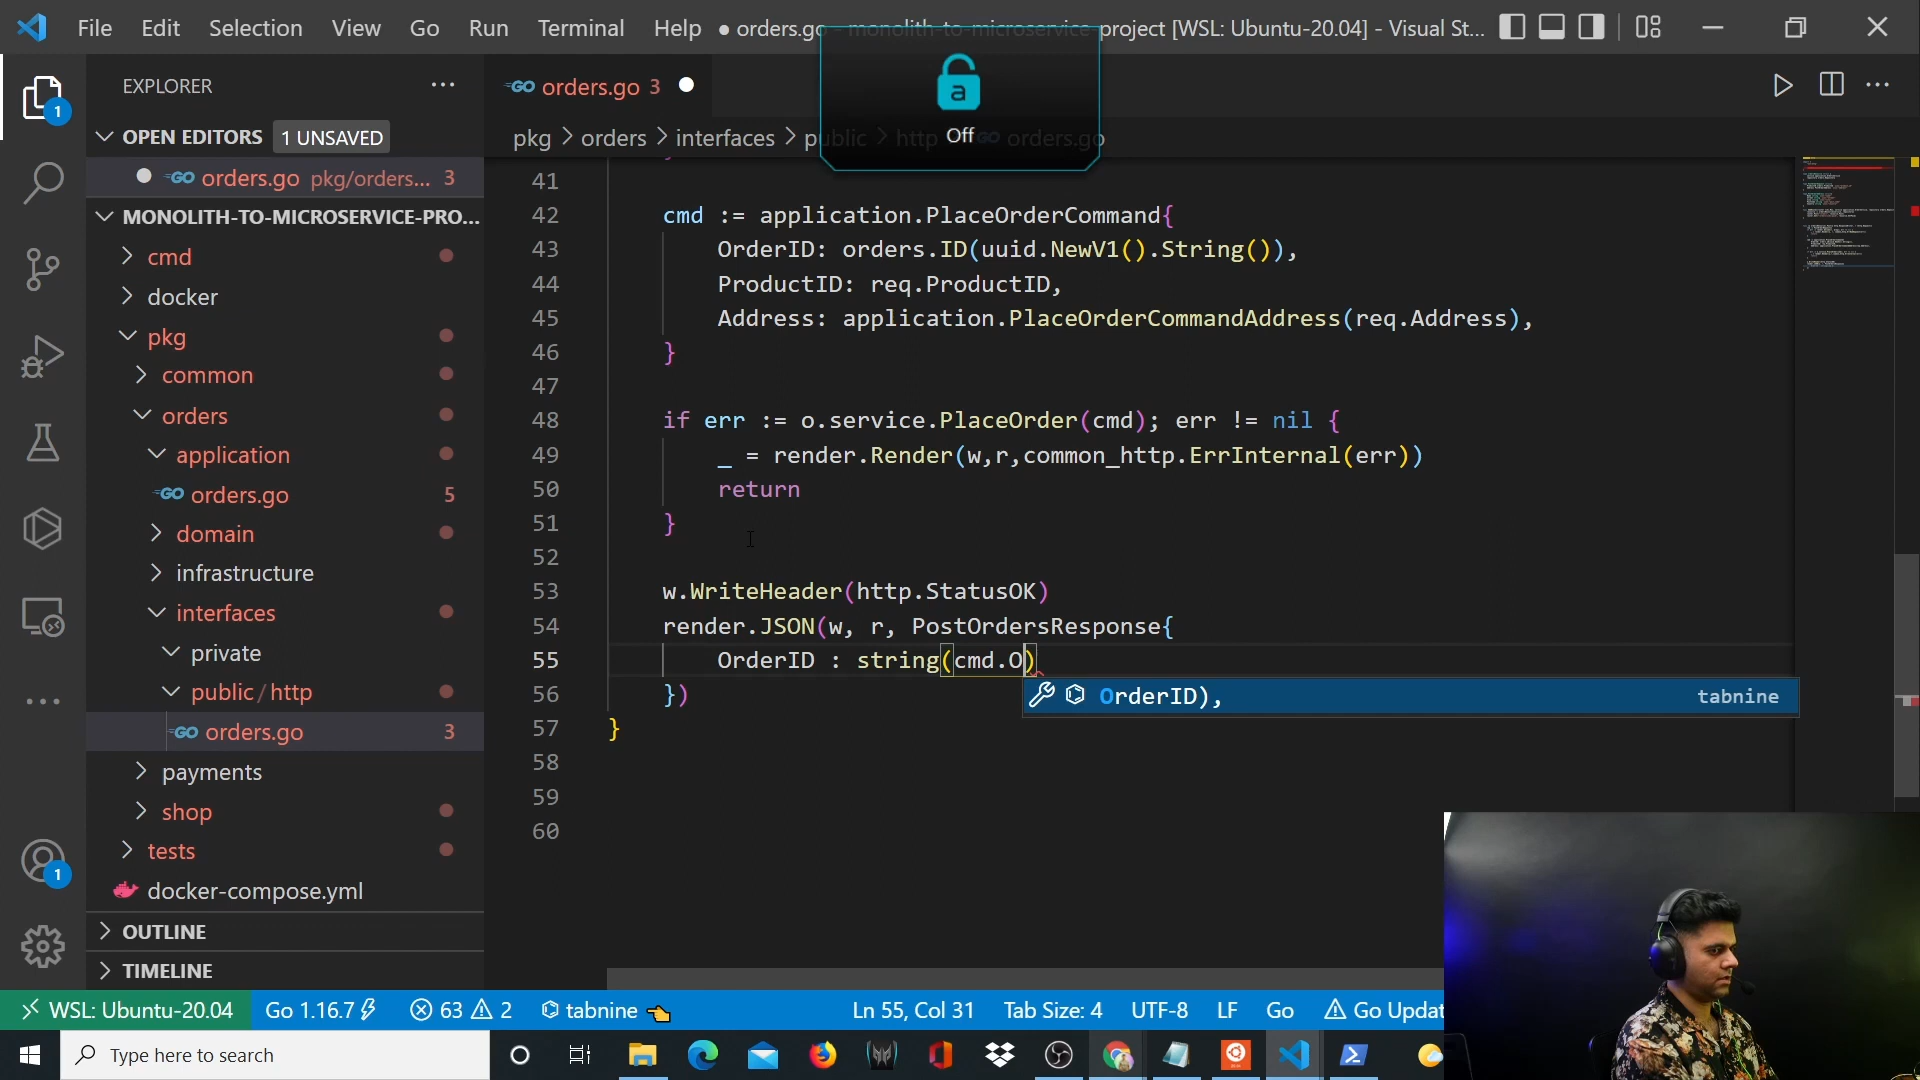 File Edit Selection View Go Run Terminal Help
● orders.go - monolith-to-microservice-project [WSL: Ubuntu-20.04] - Visual St...
a
Off
EXPLORER
OPEN EDITORS 1 UNSAVED
GO orders.go pkg/orders... 3
MONOLITH-TO-MICROSERVICE-PRO...
cmd
docker
pkg
common
orders
application
GO orders.go 5
domain
infrastructure
interfaces
private
public / http
GO orders.go 3
payments
shop
tests
docker-compose.yml
OUTLINE
TIMELINE
1
1
GO orders.go 3
pkg > orders > interfaces > public > http > GO orders.go
41
42 cmd := application.PlaceOrderCommand{
43 OrderID: orders.ID(uuid.NewV1().String()),
44 ProductID: req.ProductID,
45 Address: application.PlaceOrderCommandAddress(req.Address),
46 }
47
48 if err := o.service.PlaceOrder(cmd); err != nil {
49 _ = render.Render(w,r,common_http.ErrInternal(err))
50 return
51 }
52
53 w.WriteHeader(http.StatusOK)
54 render.JSON(w, r, PostOrdersResponse{
55 OrderID : string(cmd.O)
OrderID), tabnine
56 })
57 }
58
59
60
WSL: Ubuntu-20.04 Go 1.16.7 63 2 tabnine Ln 55, Col 31 Tab Size: 4 UTF-8 LF Go Go Updat
Type here to search